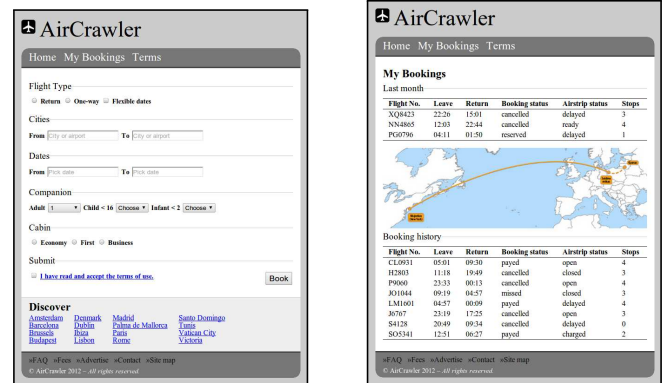 AirCrawler
Home My Bookings Terms
Flight Type
Return One-way Flexible dates
Cities
From City or airport To City or airport
Dates
From Pick date To Pick date
Companion
Adult 1 Child < 16 Choose Infant < 2 Choose
Cabin
Economy First Business
Submit
I have read and accept the terms of use. Book
Discover
Amsterdam Denmark Madrid Santo Domingo
Barcelona Dublin Palma de Mallorca Tunis
Brussels Ibiza Paris Vatican City
Budapest Lisbon Rome Victoria
»FAQ »Fees »Advertise »Contact »Site map
© AirCrawler 2012 – All rights reserved.
AirCrawler
Home My Bookings Terms
My Bookings
Last month
Flight No. Leave Return Booking status Airstrip status Stops
XQ8423 22:26 15:01 cancelled delayed 3
NN4865 12:03 22:44 cancelled ready 4
PG0796 04:11 01:50 reserved delayed 1
Booking history
Flight No. Leave Return Booking status Airstrip status Stops
CL0931 05:01 09:30 payed open 4
H2803 11:18 19:49 cancelled closed 3
P9060 23:33 00:13 cancelled open 4
JO1044 09:19 04:57 missed closed 3
LM1601 04:57 00:09 payed delayed 4
J6767 23:19 17:25 cancelled open 3
S4128 20:49 09:34 cancelled delayed 0
SO5341 12:51 06:27 payed charged 2
»FAQ »Fees »Advertise »Contact »Site map
© AirCrawler 2012 – All rights reserved.